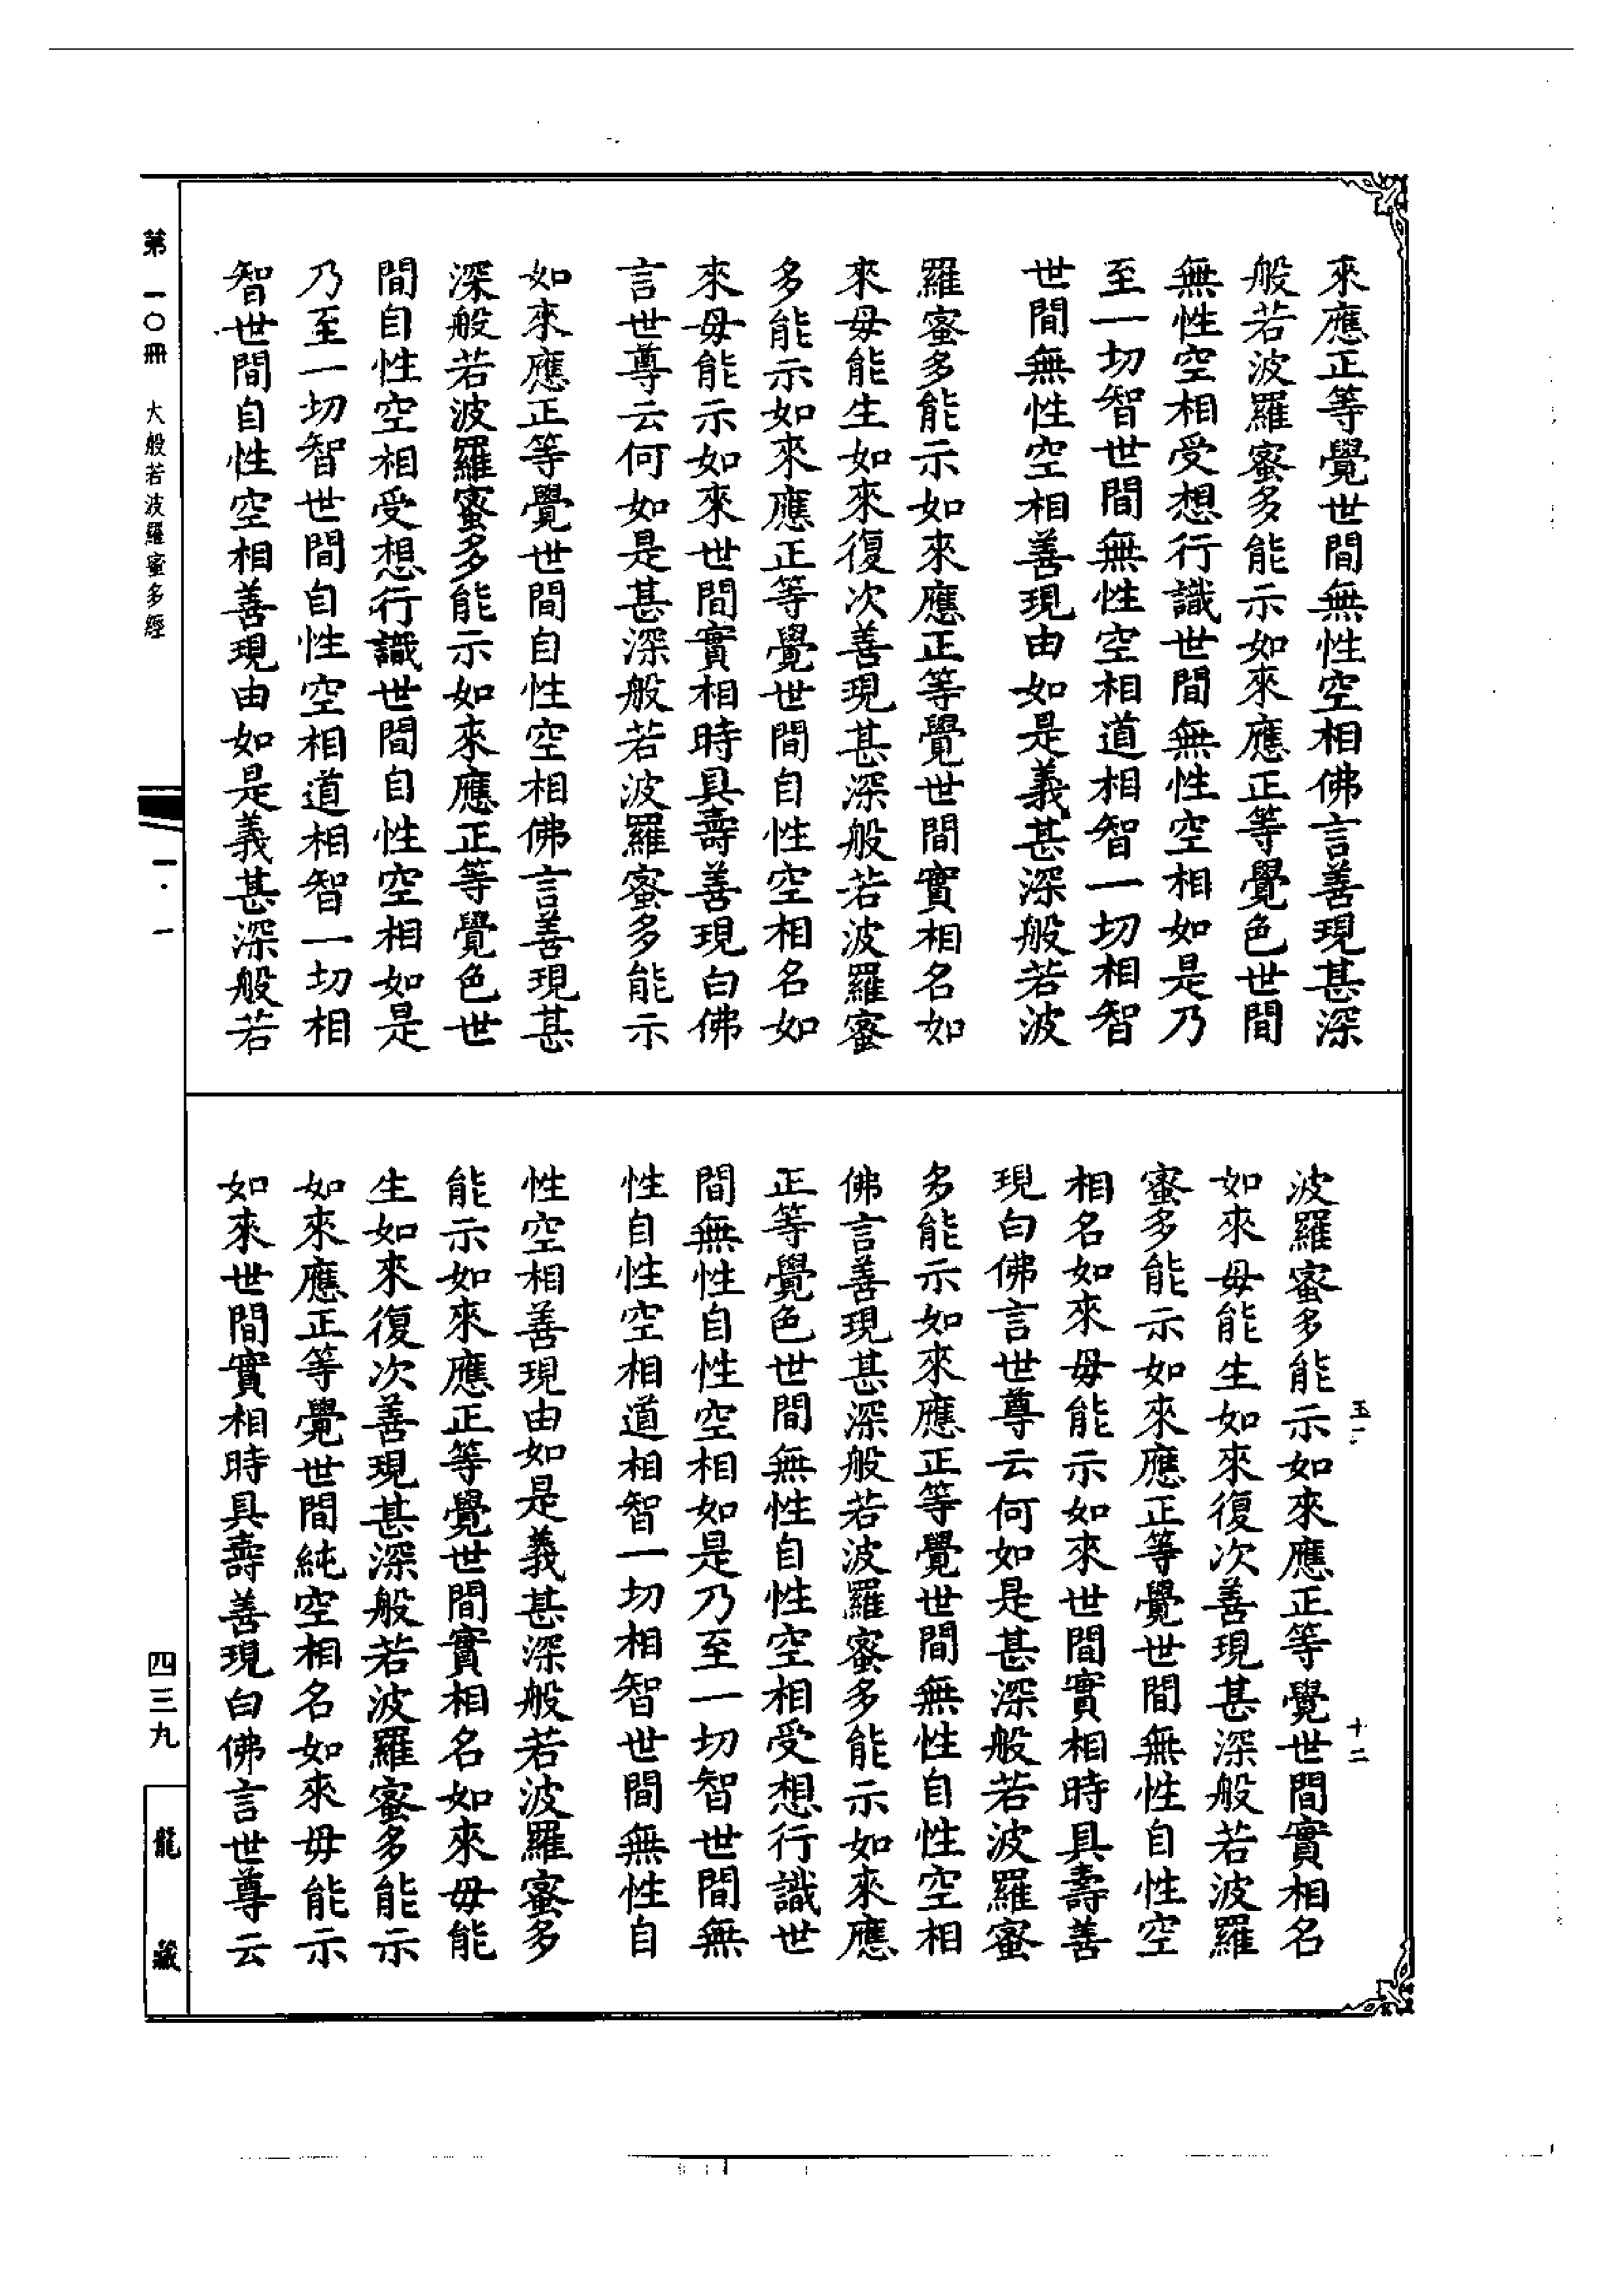 來應正等覺世間無性空相佛言善現甚深
般若波羅蜜多能示如來應正等覺色世間
無性空相受想行識世間無性空相如是乃
至一切智世間無性空相道相智一切相智
世間無性空相善現由如是義甚深般若波
羅蜜多能示如來應正等覺世間實相名如
來母能生如來復次善現甚深般若波羅蜜
多能示如來應正等覺世間自性空相名如
來母能示如來世間實相時具壽善現白佛
言世尊云何如是甚深般若波羅蜜多能示
如來應正等覺世間自性空相佛言善現甚
深般若波羅蜜多能示如來應正等覺色世
間自性空相受想行識世間自性空相如是
乃至一切智世間自性空相道相智一切相
智世間自性空相善現由如是義甚深般若
波羅蜜多能示如來應正等覺世間實相名
如來母能生如來復次善現甚深般若波羅
蜜多能示如來應正等覺世間無性自性空
相名如來母能示如來世間實相時具壽善
現白佛言世尊云何如是甚深般若波羅蜜
多能示如來應正等覺世間無性自性空相
佛言善現甚深般若波羅蜜多能示如來應
正等覺色世間無性自性空相受想行識世
間無性自性空相如是乃至一切智世間無
性自性空相道相智一切相智世間無性自
性空相善現由如是義甚深般若波羅蜜多
能示如來應正等覺世間實相名如來母能
生如來復次善現甚深般若波羅蜜多能示
如來應正等覺世間純空相名如來母能示
如來世間實相時具壽善現白佛言世尊云
玉一 十二
第一〇冊 大般若波羅蜜多經
一·一
四三九
龍藏